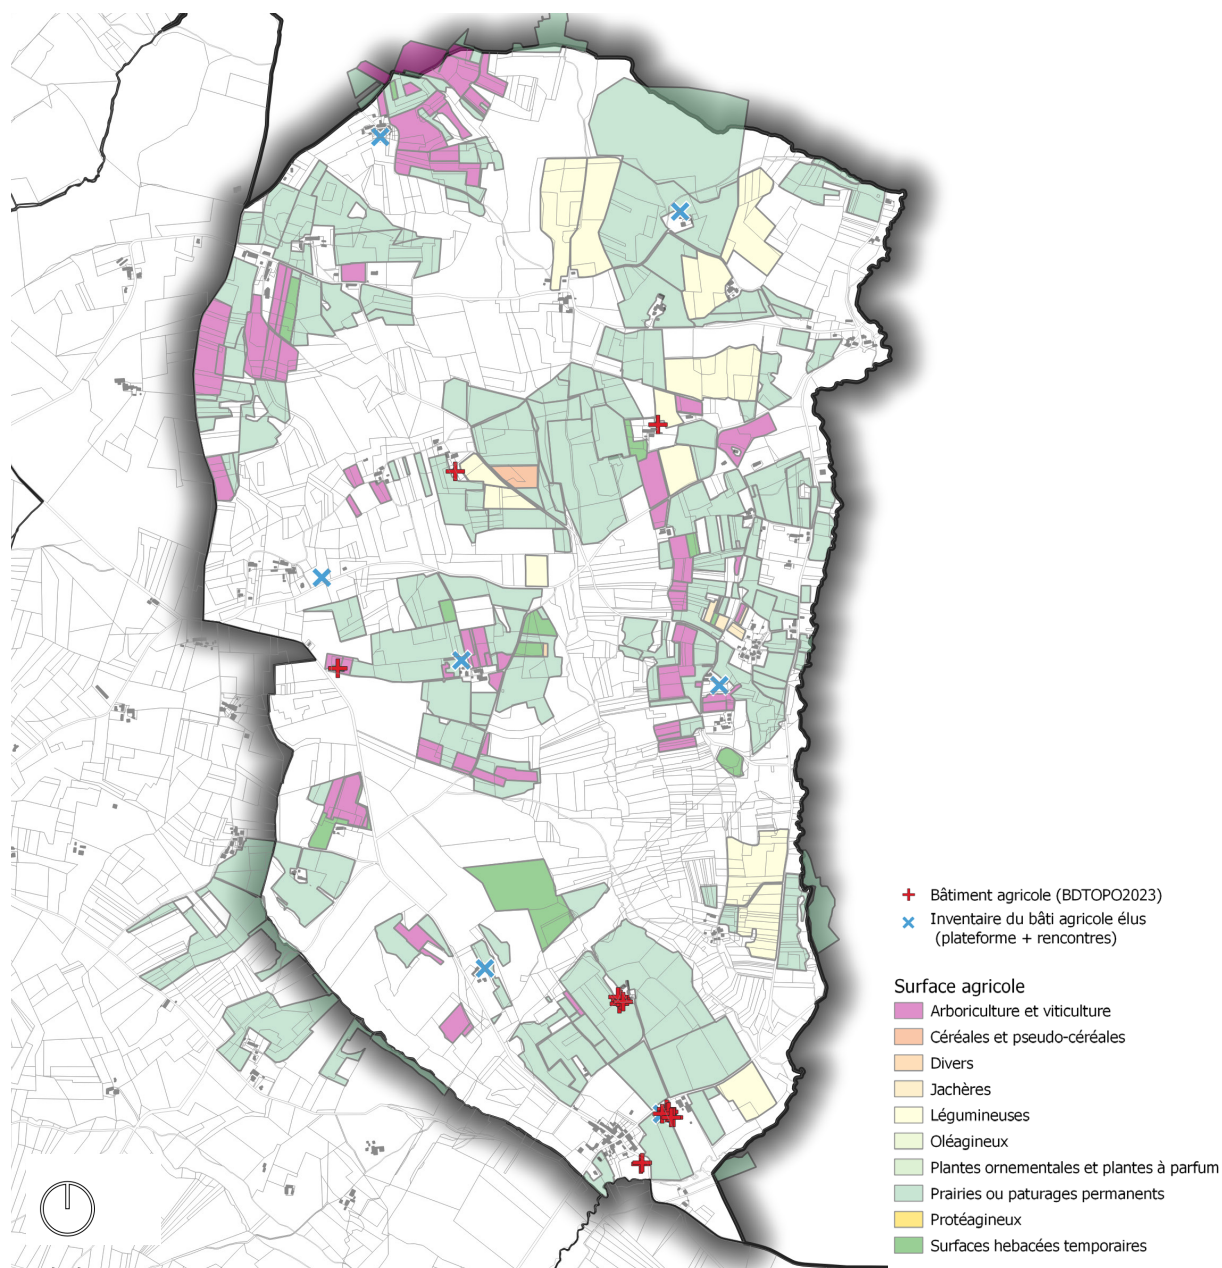 Bâtiment agricole (BDTOPO2023)
Inventaire du bâti agricole élus
(plateforme + rencontres)
Surface agricole
Arboriculture et viticulture
Céréales et pseudo-céréales
Divers
Jachères
Légumineuses
Oléagineux
Plantes ornementales et plantes à parfum
Prairies ou paturages permanents
Protéagineux
Surfaces hebacées temporaires